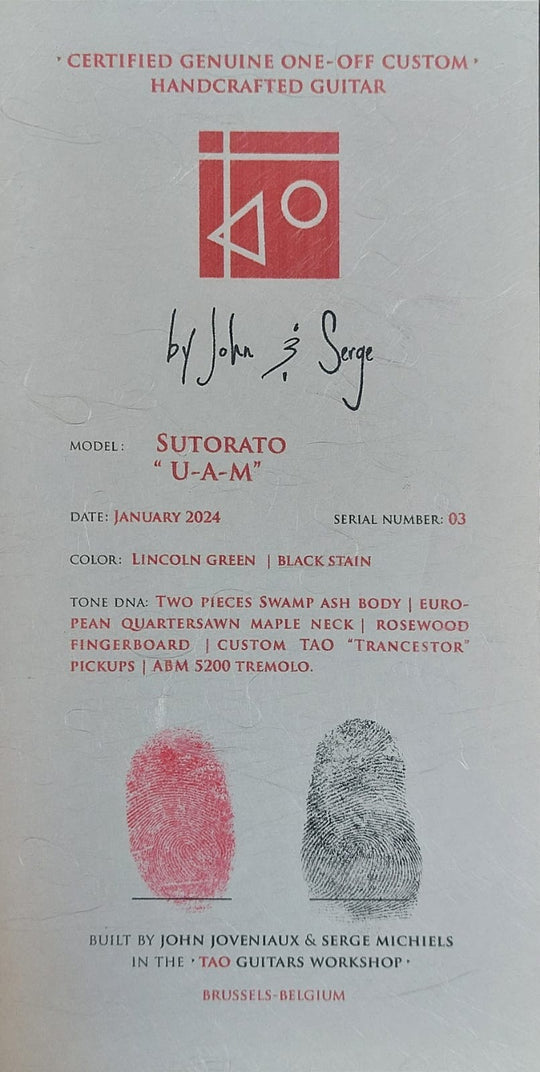 · CERTIFIED GENUINE ONE-OFF CUSTOM ·
HANDCRAFTED GUITAR
by John & Serge
MODEL: SUTORATO
“ U-A-M”
DATE: JANUARY 2024 SERIAL NUMBER: 03
COLOR: LINCOLN GREEN | BLACK STAIN
TONE DNA: TWO PIECES SWAMP ASH BODY | EURO-
PEAN QUARTERSAWN MAPLE NECK | ROSEWOOD
FINGERBOARD | CUSTOM TAO “TRANCESTOR”
PICKUPS | ABM 5200 TREMOLO.
BUILT BY JOHN JOVENIAUX & SERGE MICHIELS
IN THE · TAO GUITARS WORKSHOP ·
BRUSSELS-BELGIUM